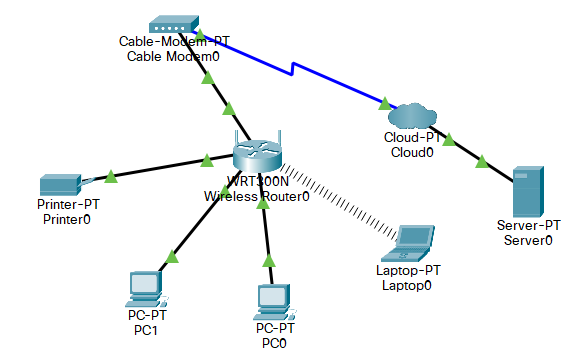 Cable-Modem-PT
Cable Modem0
Cloud-PT
Cloud0
WRT300N
Wireless Router0
Printer-PT
Printer0
Server-PT
Server0
Laptop-PT
Laptop0
PC-PT
PC1
PC-PT
PC0